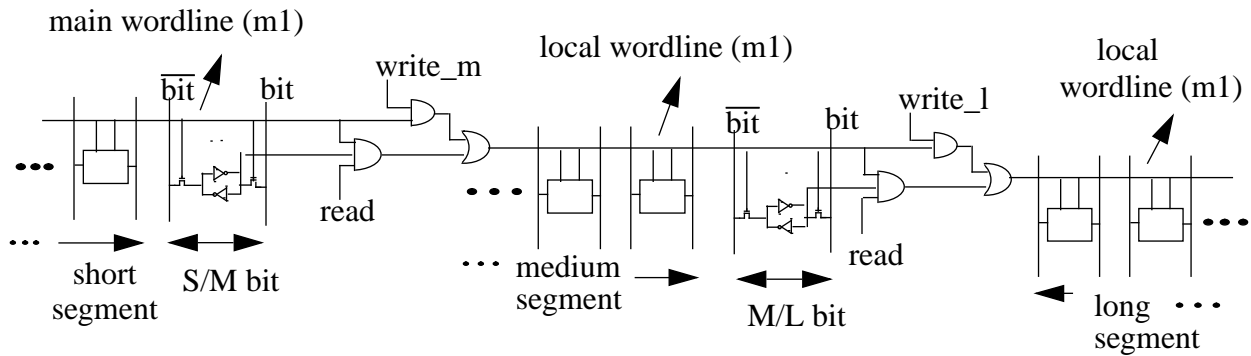 main wordline (m1)
local wordline (m1)
local
wordline (m1)
write_m
write_l
bit
bit
bit
bit
read
read
short
segment
S/M bit
medium
segment
M/L bit
long
segment